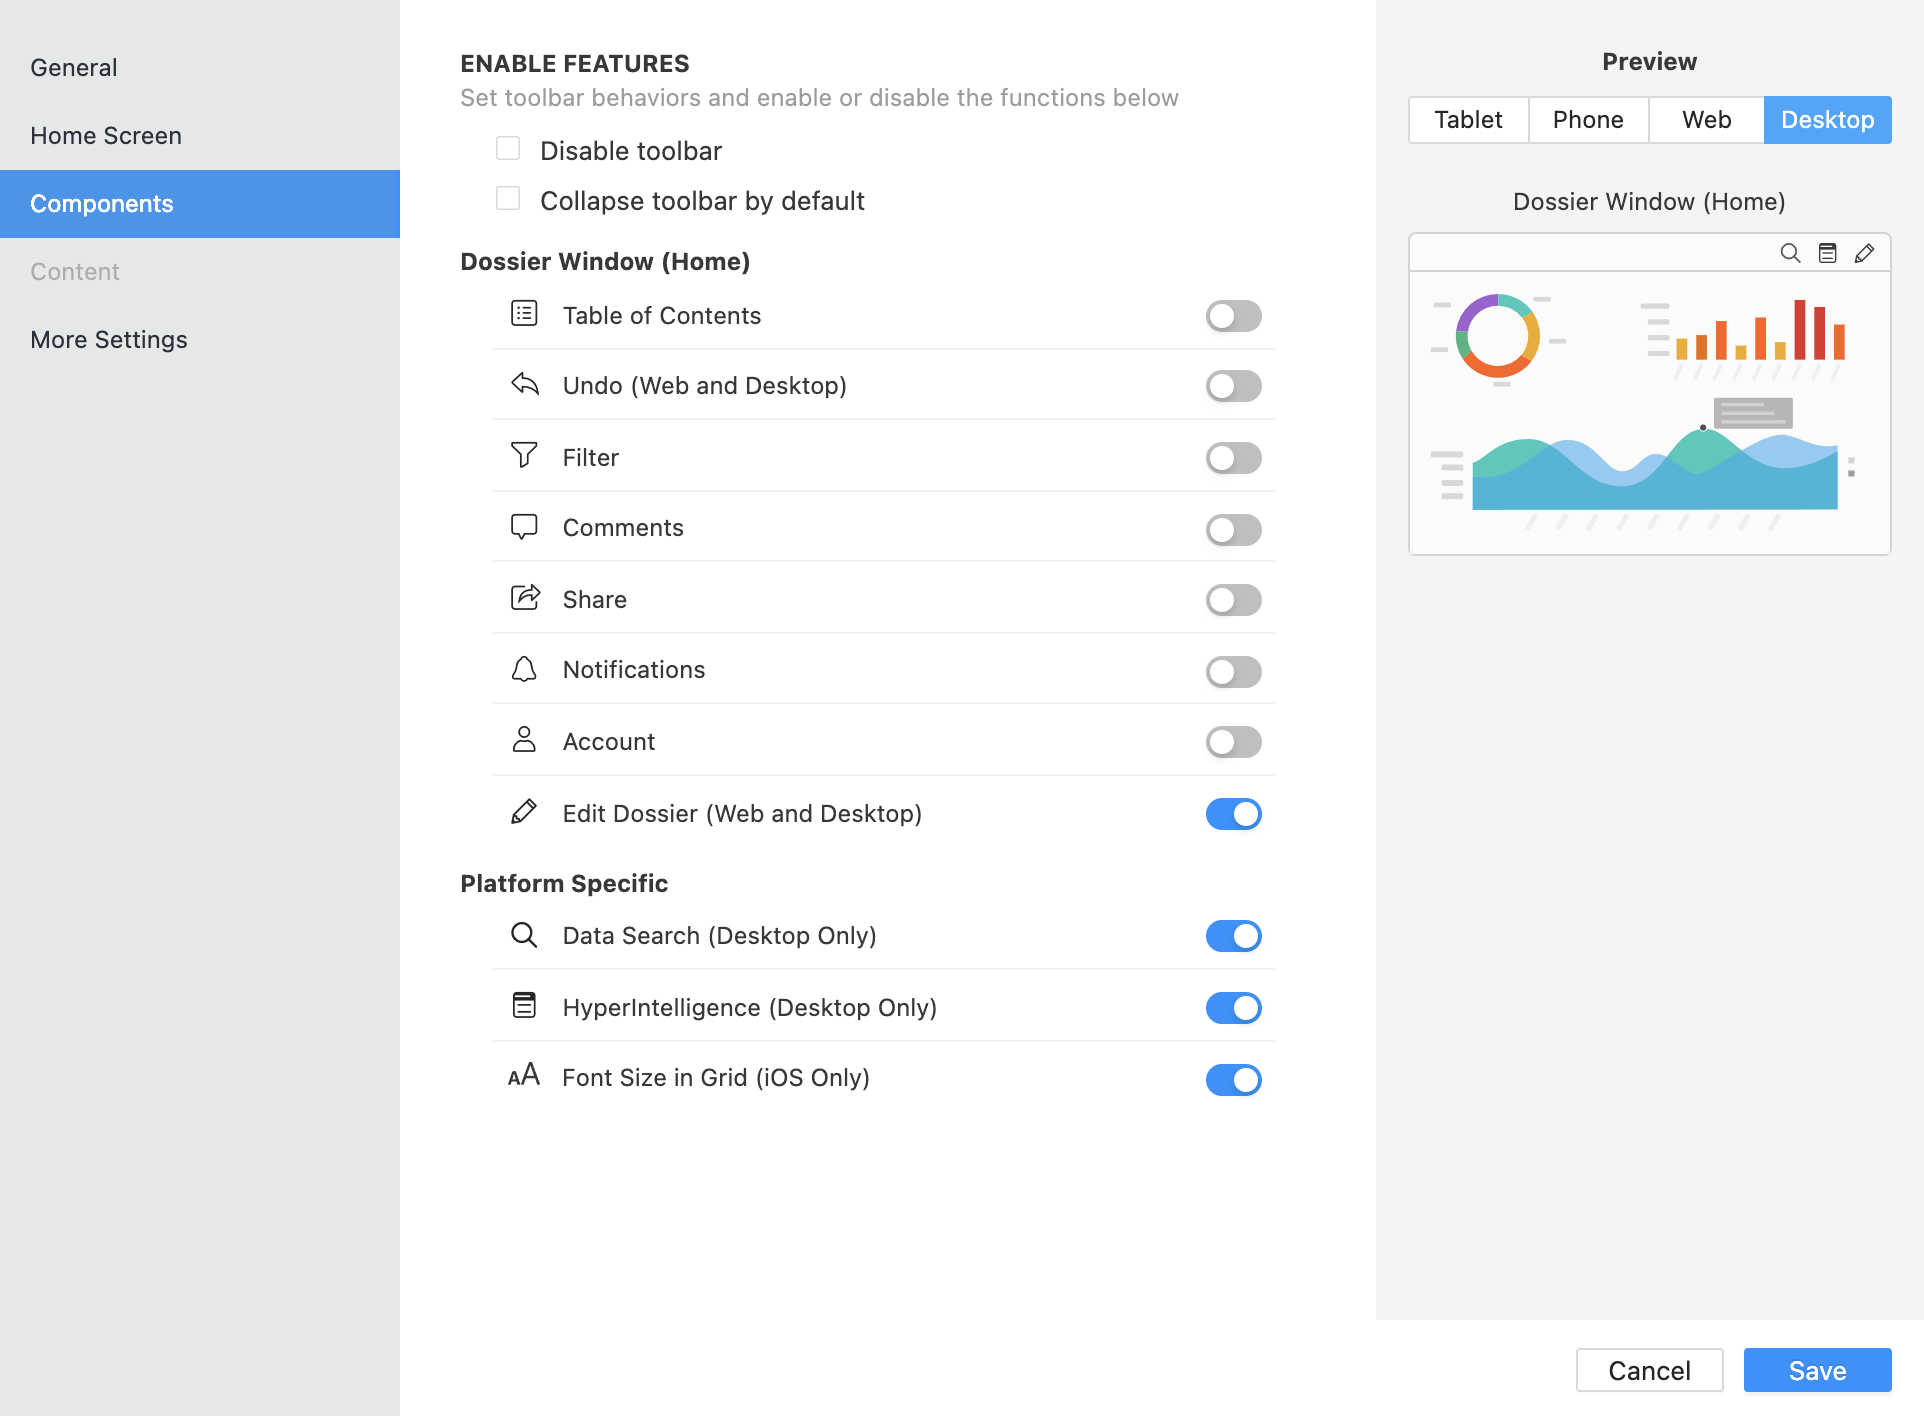 General
Home Screen
Components
Content
More Settings
ENABLE FEATURES
Set toolbar behaviors and enable or disable the functions below
Disable toolbar
Collapse toolbar by default
Dossier Window (Home)
Table of Contents
Undo (Web and Desktop)
Filter
Comments
Share
Notifications
Account
Edit Dossier (Web and Desktop)
Platform Specific
Data Search (Desktop Only)
HyperIntelligence (Desktop Only)
AA Font Size in Grid (iOS Only)
Preview
Tablet Phone Web Desktop
Dossier Window (Home)
Cancel Save